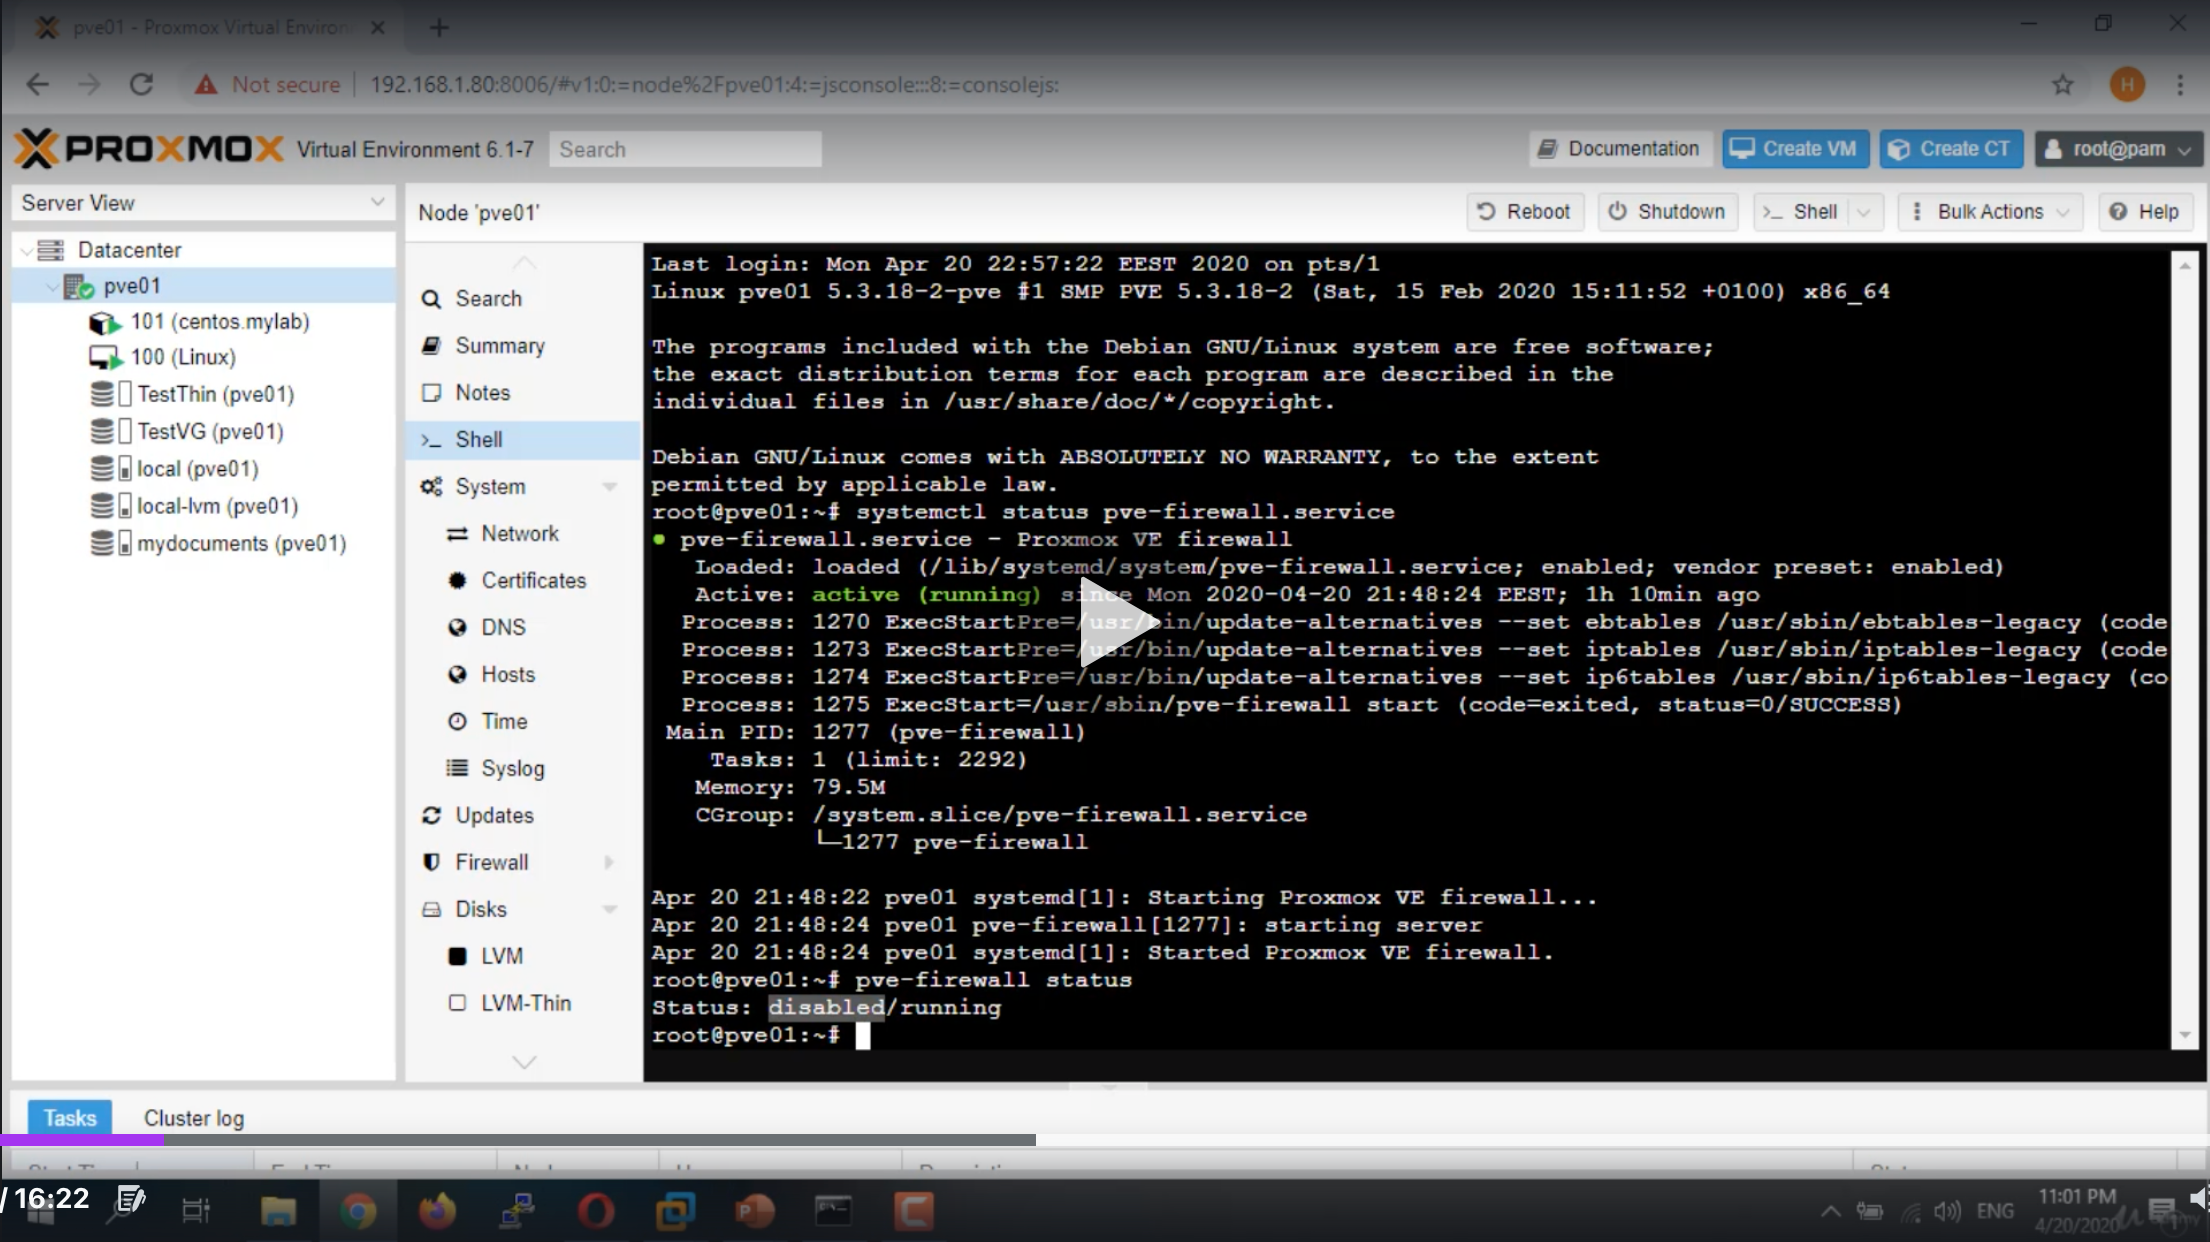 pve01 - Proxmox Virtual Environ
Not secure
192.168.1.80:8006/#v1:0:=node%2Fpve01:4:=jsconsole:::8:=consolejs:
H
PROXMOX Virtual Environment 6.1-7
Search
Documentation
Create VM
Create CT
root@pam
Server View
Node 'pve01'
Reboot
Shutdown
Shell
Bulk Actions
Help
Datacenter
pve01
101 (centos.mylab)
100 (Linux)
TestThin (pve01)
TestVG (pve01)
local (pve01)
local-lvm (pve01)
mydocuments (pve01)
Search
Summary
Notes
Shell
System
Network
Certificates
DNS
Hosts
Time
Syslog
Updates
Firewall
Disks
LVM
LVM-Thin
Last login: Mon Apr 20 22:57:22 EEST 2020 on pts/1
Linux pve01 5.3.18-2-pve #1 SMP PVE 5.3.18-2 (Sat, 15 Feb 2020 15:11:52 +0100) x86_64
The programs included with the Debian GNU/Linux system are free software;
the exact distribution terms for each program are described in the
individual files in /usr/share/doc/*/copyright.
Debian GNU/Linux comes with ABSOLUTELY NO WARRANTY, to the extent
permitted by applicable law.
root@pve01:~# systemctl status pve-firewall.service
● pve-firewall.service - Proxmox VE firewall
Loaded: loaded (/lib/systemd/system/pve-firewall.service; enabled; vendor preset: enabled)
Active: active (running) since Mon 2020-04-20 21:48:24 EEST; 1h 10min ago
Process: 1270 ExecStartPre=/usr/bin/update-alternatives --set ebtables /usr/sbin/ebtables-legacy (code
Process: 1273 ExecStartPre=/usr/bin/update-alternatives --set iptables /usr/sbin/iptables-legacy (code
Process: 1274 ExecStartPre=/usr/bin/update-alternatives --set ip6tables /usr/sbin/ip6tables-legacy (co
Process: 1275 ExecStart=/usr/sbin/pve-firewall start (code=exited, status=0/SUCCESS)
Main PID: 1277 (pve-firewall)
Tasks: 1 (limit: 2292)
Memory: 79.5M
CGroup: /system.slice/pve-firewall.service
└─1277 pve-firewall
Apr 20 21:48:22 pve01 systemd[1]: Starting Proxmox VE firewall...
Apr 20 21:48:24 pve01 pve-firewall[1277]: starting server
Apr 20 21:48:24 pve01 systemd[1]: Started Proxmox VE firewall.
root@pve01:~# pve-firewall status
Status: disabled/running
root@pve01:~#
Tasks
Cluster log
/ 16:22
ENG
11:01 PM
4/20/2020